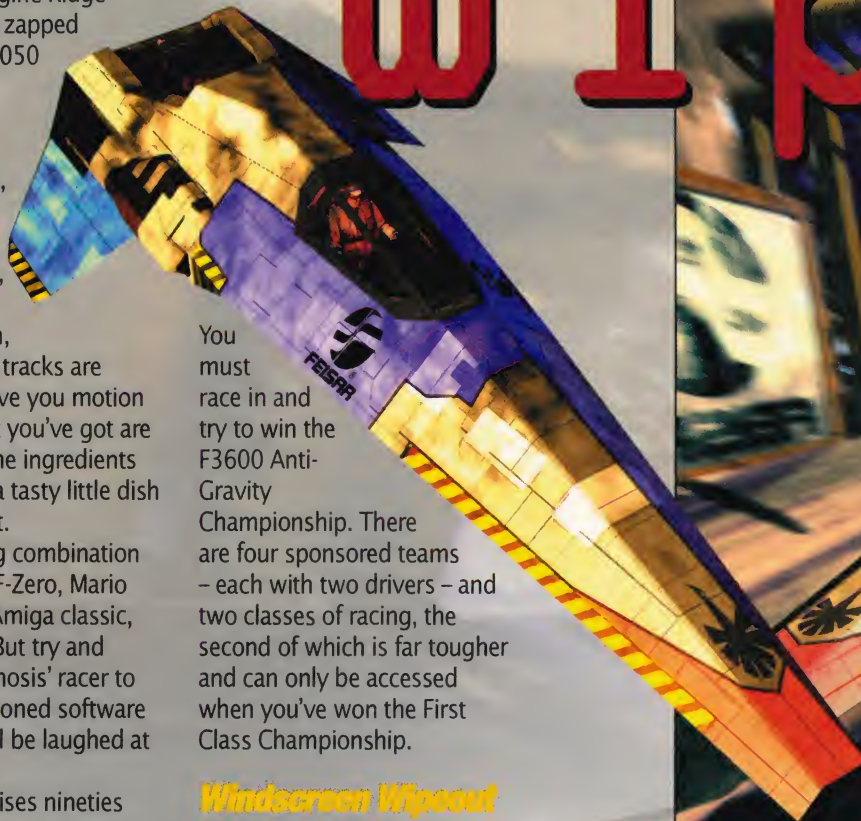 wip
gine Ridge
zapped
050
,
,
,
tracks are
ve you motion
you've got are
ne ingredients
a tasty little dish
t.
g combination
F-Zero, Mario
Amiga classic,
But try and
nosis' racer to
oned software
d be laughed at
ises nineties
You
must
race in and
try to win the
F3600 Anti-
Gravity
Championship. There
are four sponsored teams
– each with two drivers – and
two classes of racing, the
second of which is far tougher
and can only be accessed
when you've won the First
Class Championship.
Windscreen Wipeout
FEISAR